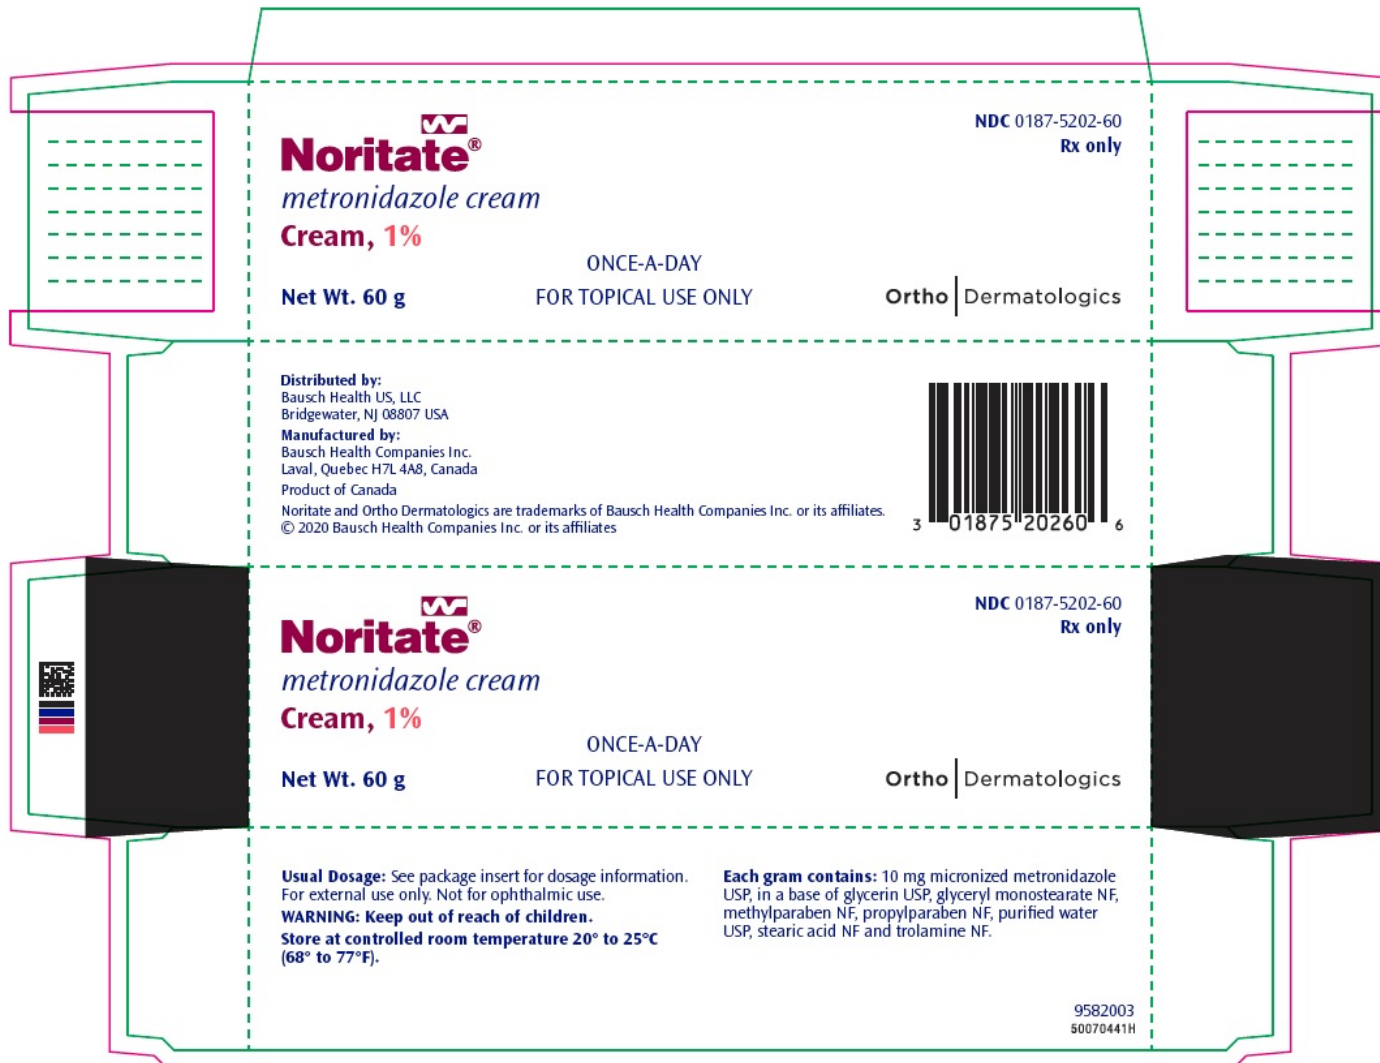 Noritate®
metronidazole cream
Cream, 1%
Net Wt. 60 g
ONCE-A-DAY
FOR TOPICAL USE ONLY
NDC 0187-5202-60
Rx only
Ortho | Dermatologics
Distributed by:
Bausch Health US, LLC
Bridgewater, NJ 08807 USA
Manufactured by:
Bausch Health Companies Inc.
Laval, Quebec H7L 4A8, Canada
Product of Canada
Noritate and Ortho Dermatologics are trademarks of Bausch Health Companies Inc. or its affiliates.
© 2020 Bausch Health Companies Inc. or its affiliates
3 01875 20260 6
Noritate®
metronidazole cream
Cream, 1%
Net Wt. 60 g
ONCE-A-DAY
FOR TOPICAL USE ONLY
NDC 0187-5202-60
Rx only
Ortho | Dermatologics
Usual Dosage: See package insert for dosage information.
For external use only. Not for ophthalmic use.
WARNING: Keep out of reach of children.
Store at controlled room temperature 20° to 25°C
(68° to 77°F).
Each gram contains: 10 mg micronized metronidazole
USP, in a base of glycerin USP, glyceryl monostearate NF,
methylparaben NF, propylparaben NF, purified water
USP, stearic acid NF and trolamine NF.
9582003
50070441H